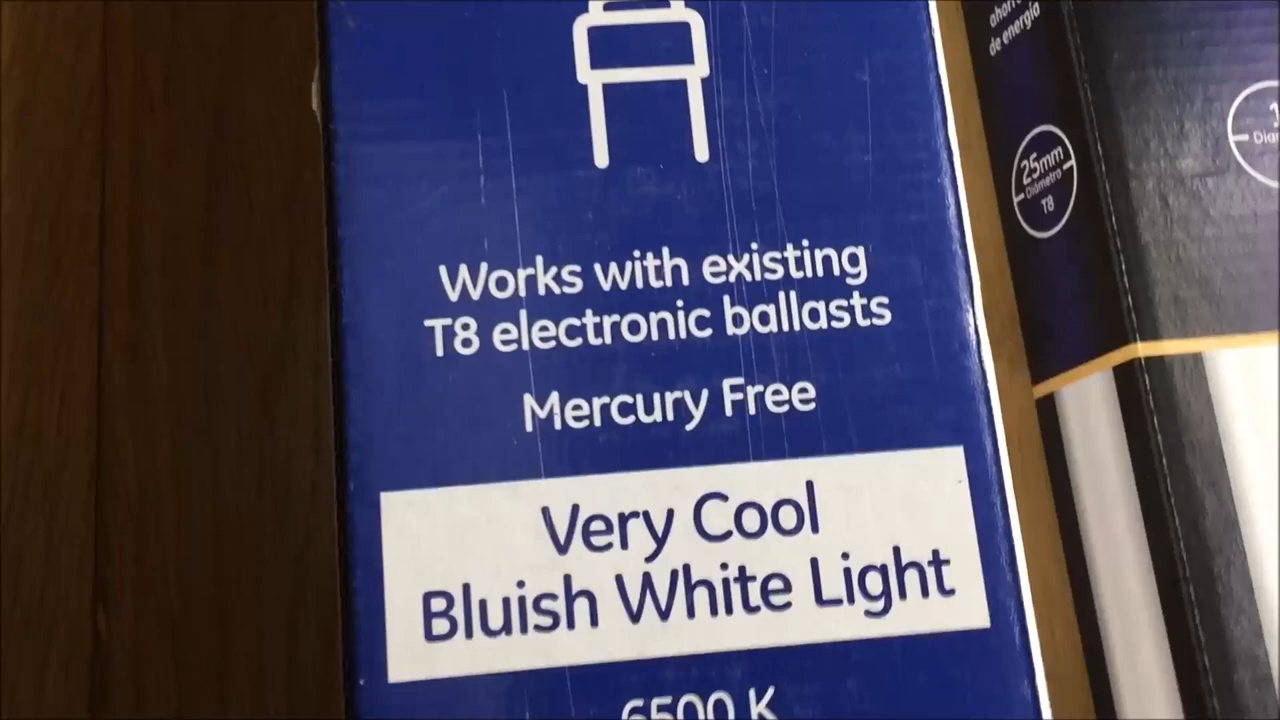 Works with existing
T8 electronic ballasts
Mercury Free
Very Cool
Bluish White Light
6500 K
de energía
25mm
Diámetro
T8